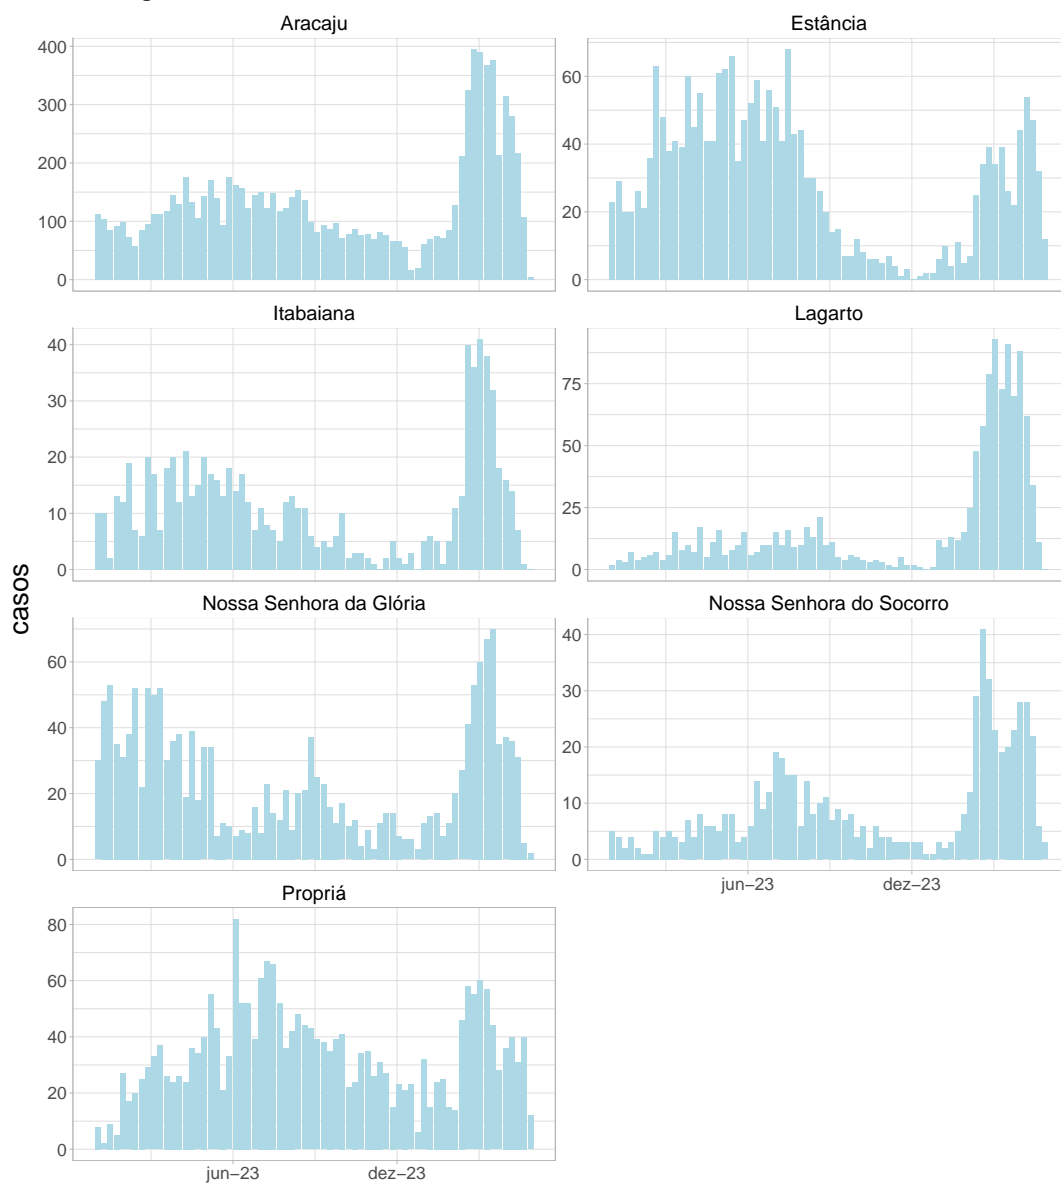 Aracaju
Estância
400
300
200
100
0
60
40
20
0
Itabaiana
Lagarto
40
30
20
10
0
75
50
25
0
casos
Nossa Senhora da Glória
Nossa Senhora do Socorro
60
40
20
0
40
30
20
10
0
jun−23
dez−23
Propriá
80
60
40
20
0
jun−23
dez−23